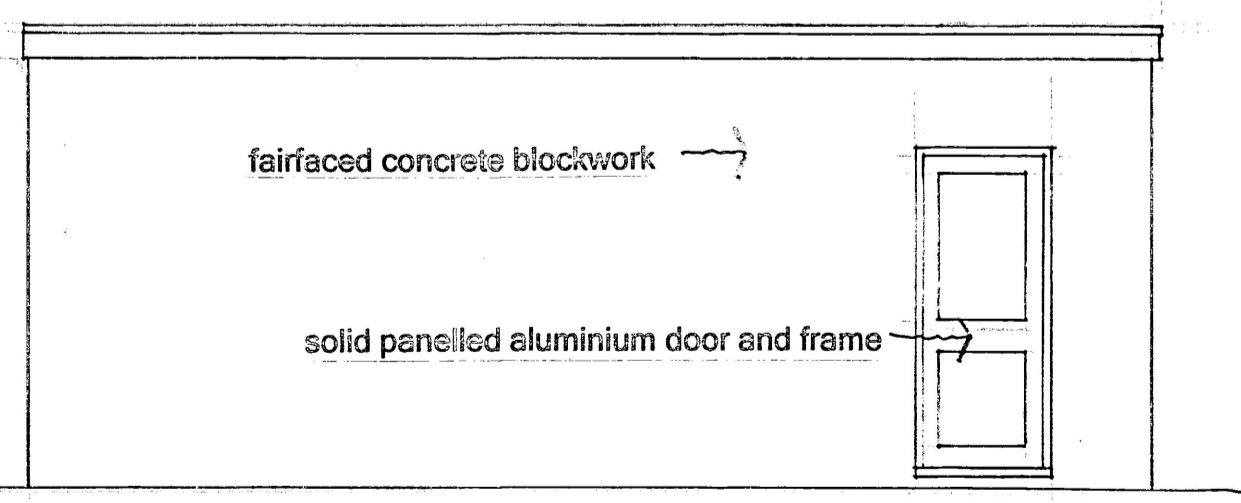 fairfaced concrete blockwork
solid panelled aluminium door and frame